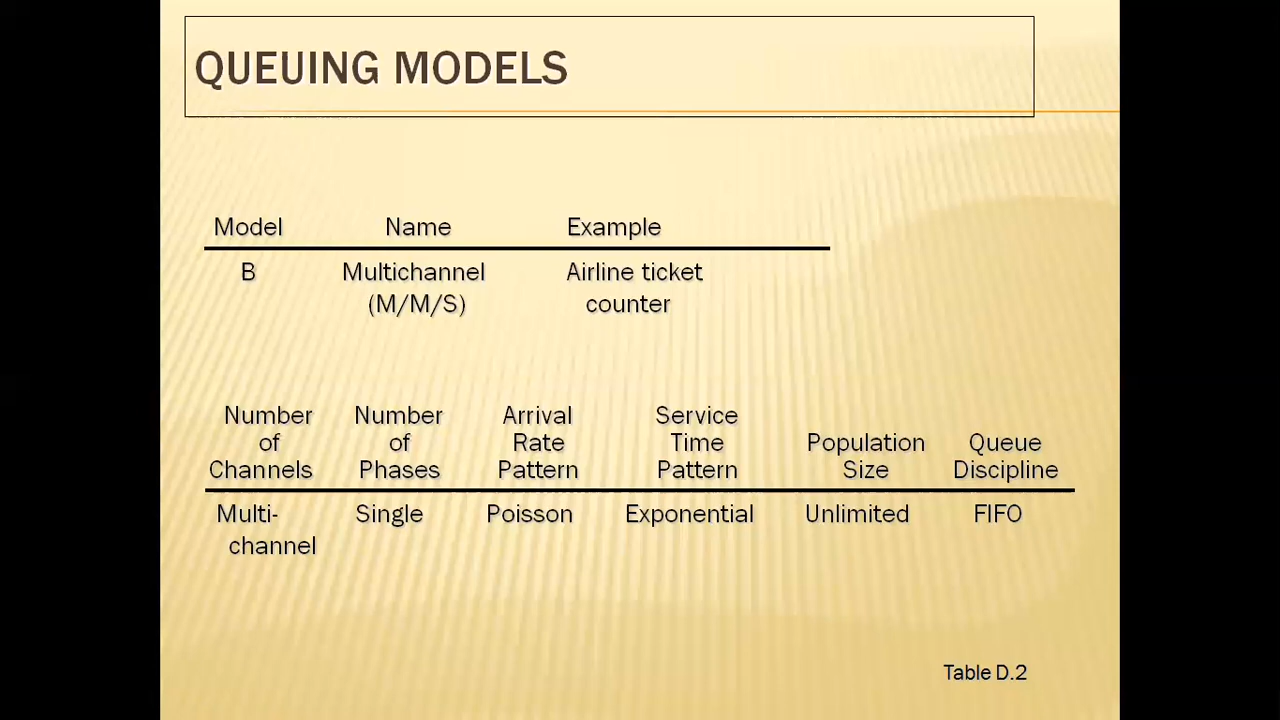 QUEUING MODELS
Model Name Example
B Multichannel Airline ticket
(M/M/S) counter
Number Number Arrival Service
of of Rate Time Population Queue
Channels Phases Pattern Pattern Size Discipline
Multi- Single Poisson Exponential Unlimited FIFO
channel
Table D.2